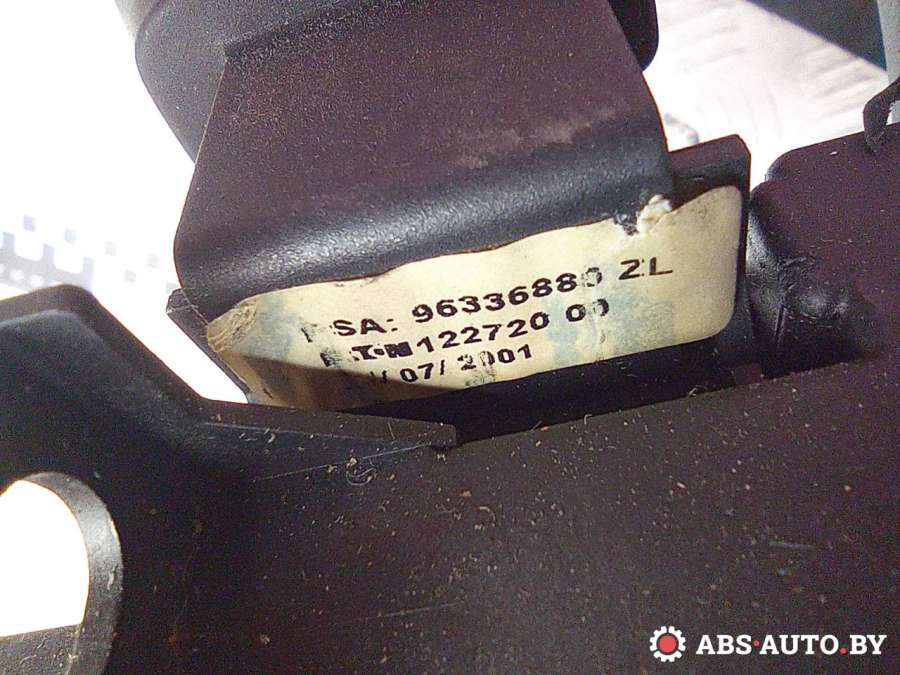 PSA: 96336880 ZL
122720 00
/ 07/ 2001
ABS-AUTO.BY